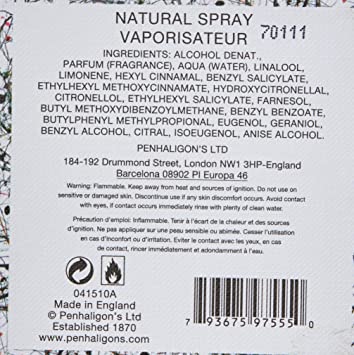 NATURAL SPRAY
VAPORISATEUR 70111
INGREDIENTS: ALCOHOL DENAT.,
PARFUM (FRAGRANCE), AQUA (WATER), LINALOOL,
LIMONENE, HEXYL CINNAMAL, BENZYL SALICYLATE,
ETHYLHEXYL METHOXYCINNAMATE, HYDROXYCITRONELLAL,
CITRONELLOL, ETHYLHEXYL SALICYLATE, FARNESOL,
BUTYL METHOXYDIBENZOYLMETHANE, BENZYL BENZOATE,
BUTYLPHENYL METHYLPROPIONAL, EUGENOL, GERANIOL,
BENZYL ALCOHOL, CITRAL, ISOEUGENOL, ANISE ALCOHOL.
PENHALIGON'S LTD
184-192 Drummond Street, London NW1 3HP-England
Barcelona 08902 PI Europa 46
Warning: Flammable. Keep away from heat and sources of ignition. Do not use on
sensitive or damaged skin. Discontinue use if any skin discomfort occurs. Avoid contact
with eyes, if contact occurs rinse immediately with plenty of clean water.
Précaution d'emploi: Inflammable. Tenir à l'écart de la chaleur et des sources
d'ignition. Ne pas appliquer sur une peau sensible ou abimée. Interrompre l'utilisation
en cas d'inconfort ou de trouble cutané. Eviter le contact avec les yeux, en cas
de contact, rincer immédiatement et abondamment à l'eau claire.
041510A
Made in England
© Penhaligon's Ltd
Established 1870
www.penhaligons.com
7 93675 97555 0